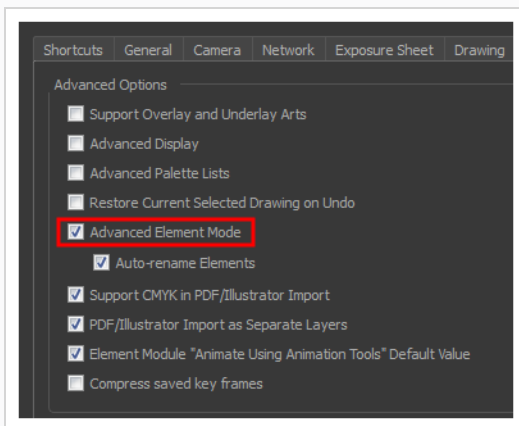 Shortcuts General Camera Network Exposure Sheet Drawing
Advanced Options
Support Overlay and Underlay Arts
Advanced Display
Advanced Palette Lists
Restore Current Selected Drawing on Undo
Advanced Element Mode
Auto-rename Elements
Support CMYK in PDF/Illustrator Import
PDF/Illustrator Import as Separate Layers
Element Module "Animate Using Animation Tools" Default Value
Compress saved key frames